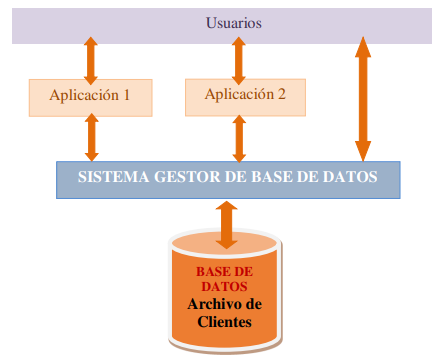 Usuarios
Aplicación 1
Aplicación 2
SISTEMA GESTOR DE BASE DE DATOS
BASE DE
DATOS
Archivo de
Clientes